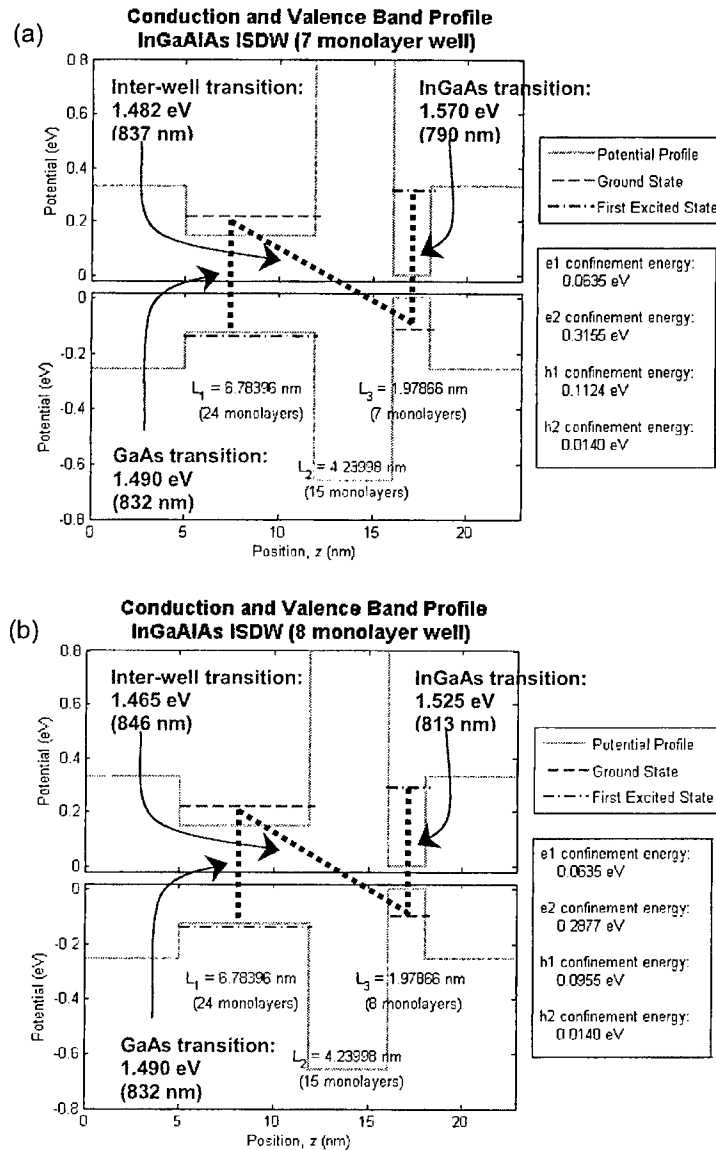 (a)
Conduction and Valence Band Profile
InGaAlAs ISDW (7 monolayer well)
Inter-well transition:
1.482 eV
(837 nm)
InGaAs transition:
1.570 eV
(790 nm)
Potential (eV)
0.8
0.6
0.4
0.2
0
Potential Profile
Ground State
First Excited State
e1 confinement energy:
0.0635 eV
e2 confinement energy:
0.3155 eV
h1 confinement energy:
0.1124 eV
h2 confinement energy:
0.0140 eV
Potential (eV)
0
-0.2
-0.4
-0.6
-0.8
L1 = 6.78396 nm
(24 monolayers)
L3 = 1.97866 nm
(7 monolayers)
L2 = 4.23998 nm
(15 monolayers)
GaAs transition:
1.490 eV
(832 nm)
0 5 10 15 20
Position, z (nm)
(b)
Conduction and Valence Band Profile
InGaAlAs ISDW (8 monolayer well)
Inter-well transition:
1.465 eV
(846 nm)
InGaAs transition:
1.525 eV
(813 nm)
Potential (eV)
0.8
0.6
0.4
0.2
0
Potential Profile
Ground State
First Excited State
e1 confinement energy:
0.0635 eV
e2 confinement energy:
0.2877 eV
h1 confinement energy:
0.0955 eV
h2 confinement energy:
0.0140 eV
Potential (eV)
0
-0.2
-0.4
-0.6
-0.8
L1 = 6.78396 nm
(24 monolayers)
L3 = 1.97866 nm
(8 monolayers)
L2 = 4.23998 nm
(15 monolayers)
GaAs transition:
1.490 eV
(832 nm)
0 5 10 15 20
Position, z (nm)